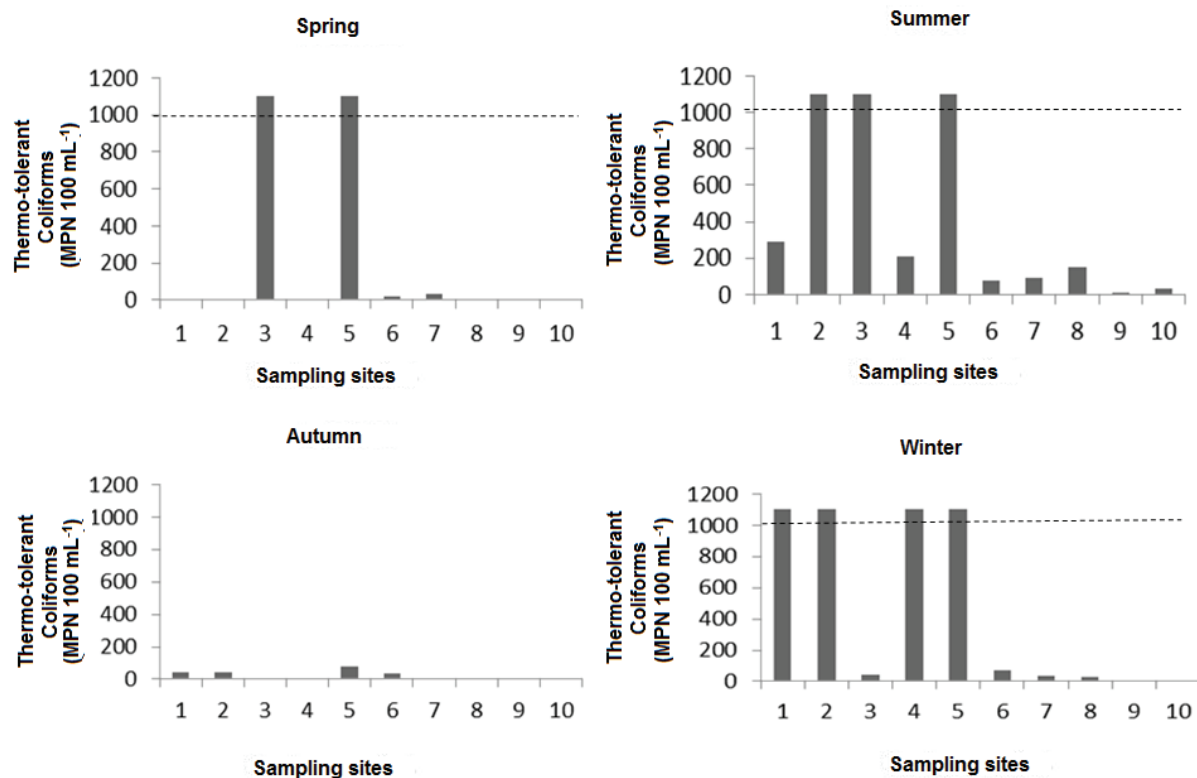 Spring
Thermo-tolerant
Coliforms
(MPN 100 mL⁻¹)
1200
1000
800
600
400
200
0
1 2 3 4 5 6 7 8 9 10
Sampling sites
Summer
Thermo-tolerant
Coliforms
(MPN 100 mL⁻¹)
1200
1000
800
600
400
200
0
1 2 3 4 5 6 7 8 9 10
Sampling sites
Autumn
Thermo-tolerant
Coliforms
(MPN 100 mL⁻¹)
1200
1000
800
600
400
200
0
1 2 3 4 5 6 7 8 9 10
Sampling sites
Winter
Thermo-tolerant
Coliforms
(MPN 100 mL⁻¹)
1200
1000
800
600
400
200
0
1 2 3 4 5 6 7 8 9 10
Sampling sites